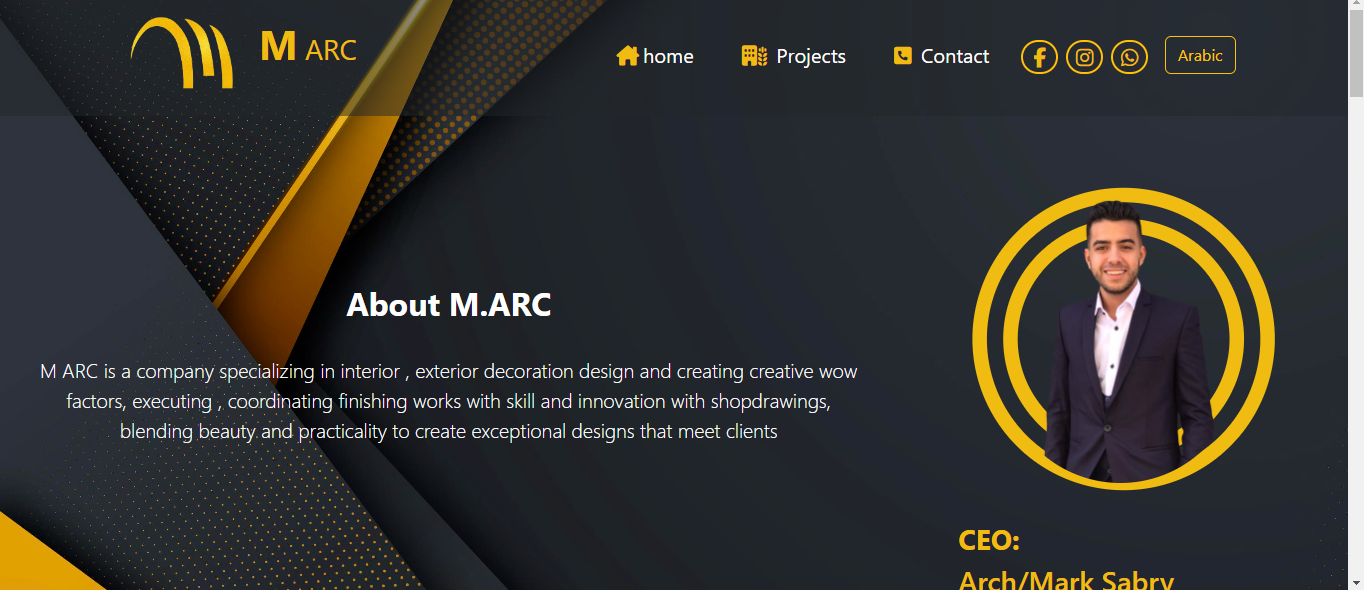 M ARC
home
Projects
Contact
Arabic
About M.ARC
M ARC is a company specializing in interior , exterior decoration design and creating creative wow
factors, executing , coordinating finishing works with skill and innovation with shopdrawings,
blending beauty and practicality to create exceptional designs that meet clients
CEO:
Arch/Mark Sabry